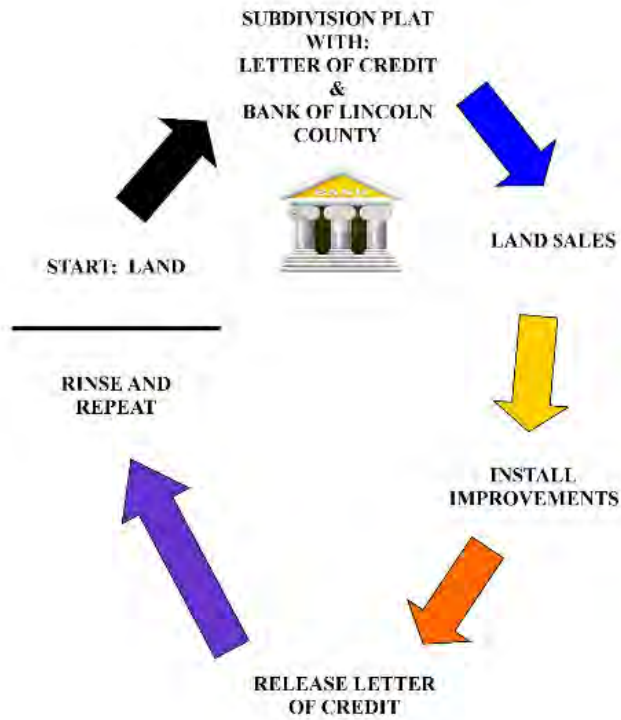 SUBDIVISION PLAT
WITH:
LETTER OF CREDIT
&
BANK OF LINCOLN
COUNTY
BANK
LAND SALES
START: LAND
RINSE AND
REPEAT
INSTALL
IMPROVEMENTS
RELEASE LETTER
OF CREDIT